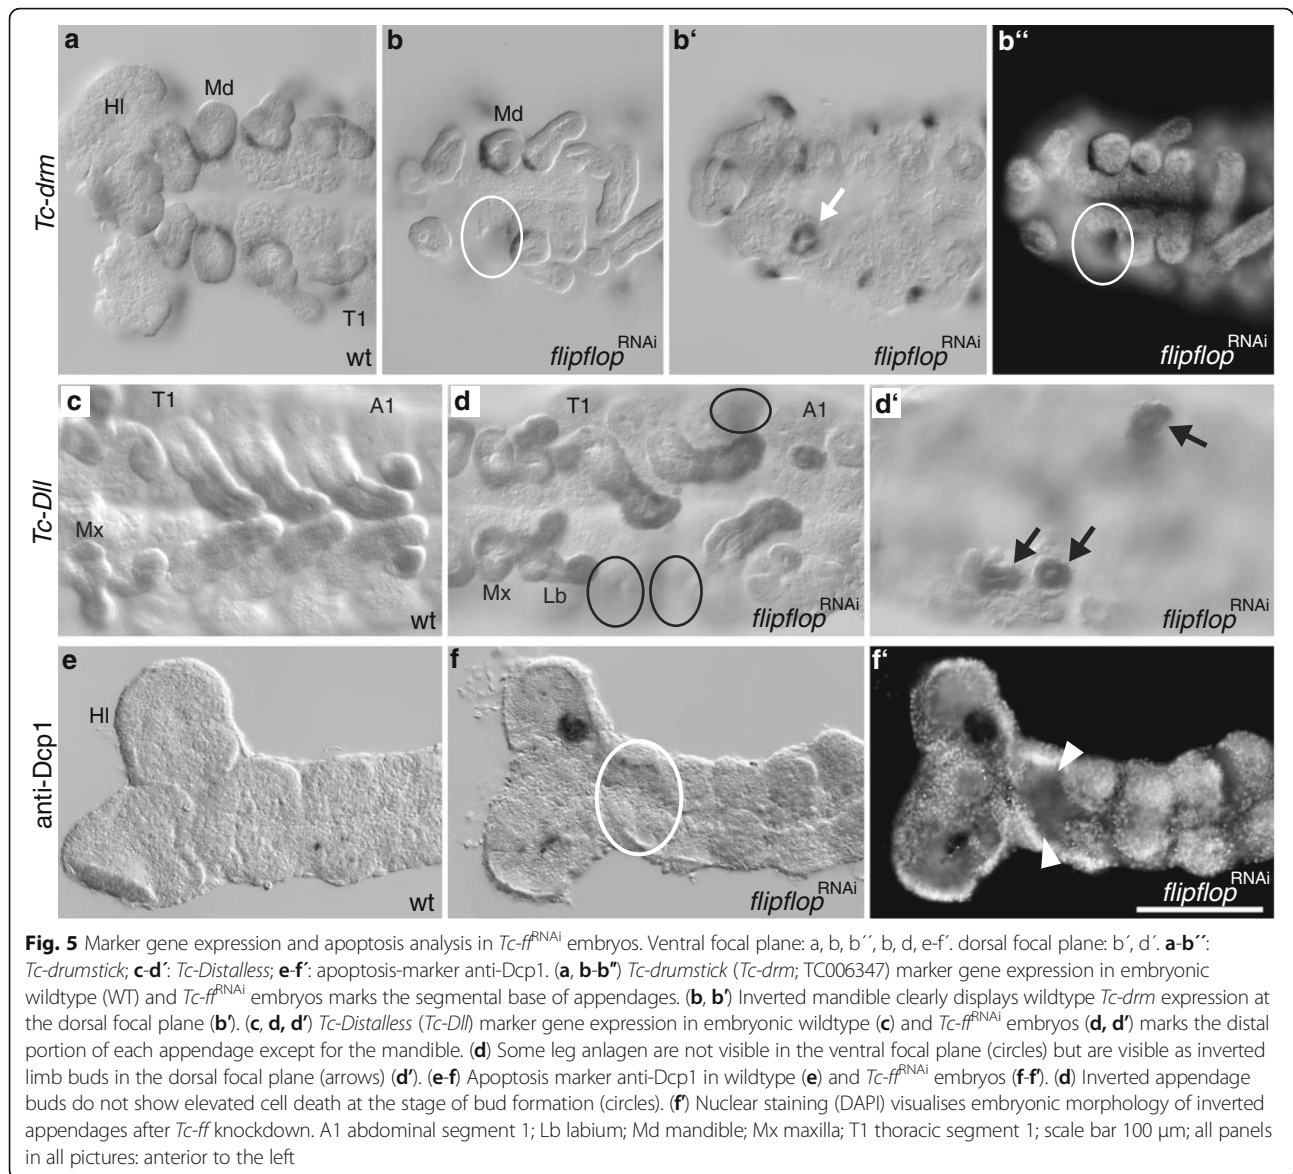 a
Hl
Md
T1
wt
b
Md
flipflop RNAi
b‘
flipflop RNAi
b‘‘
flipflop RNAi
Tc-drm
c
T1
A1
Mx
wt
d
T1
A1
Mx
Lb
flipflop RNAi
d‘
flipflop RNAi
Tc-Dll
e
Hl
wt
f
flipflop RNAi
f‘
flipflop RNAi
anti-Dcp1
Fig. 5 Marker gene expression and apoptosis analysis in Tc-ff RNAi embryos. Ventral focal plane: a, b, b´´, b, d, e-f´. dorsal focal plane: b´, d´. a-b´´:
Tc-drumstick; c-d´: Tc-Distalless; e-f´: apoptosis-marker anti-Dcp1. (a, b-b") Tc-drumstick (Tc-drm; TC006347) marker gene expression in embryonic
wildtype (WT) and Tc-ff RNAi embryos marks the segmental base of appendages. (b, b’) Inverted mandible clearly displays wildtype Tc-drm expression at
the dorsal focal plane (b’). (c, d, d’) Tc-Distalless (Tc-Dll) marker gene expression in embryonic wildtype (c) and Tc-ff RNAi embryos (d, d’) marks the distal
portion of each appendage except for the mandible. (d) Some leg anlagen are not visible in the ventral focal plane (circles) but are visible as inverted
limb buds in the dorsal focal plane (arrows) (d’). (e-f) Apoptosis marker anti-Dcp1 in wildtype (e) and Tc-ff RNAi embryos (f-f’). (d) Inverted appendage
buds do not show elevated cell death at the stage of bud formation (circles). (f’) Nuclear staining (DAPI) visualises embryonic morphology of inverted
appendages after Tc-ff knockdown. A1 abdominal segment 1; Lb labium; Md mandible; Mx maxilla; T1 thoracic segment 1; scale bar 100 μm; all panels
in all pictures: anterior to the left